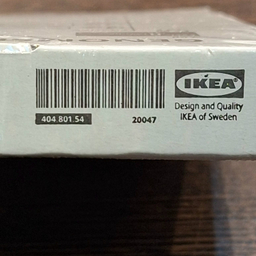 IKEA
Design and Quality
IKEA of Sweden
404.801.54
20047